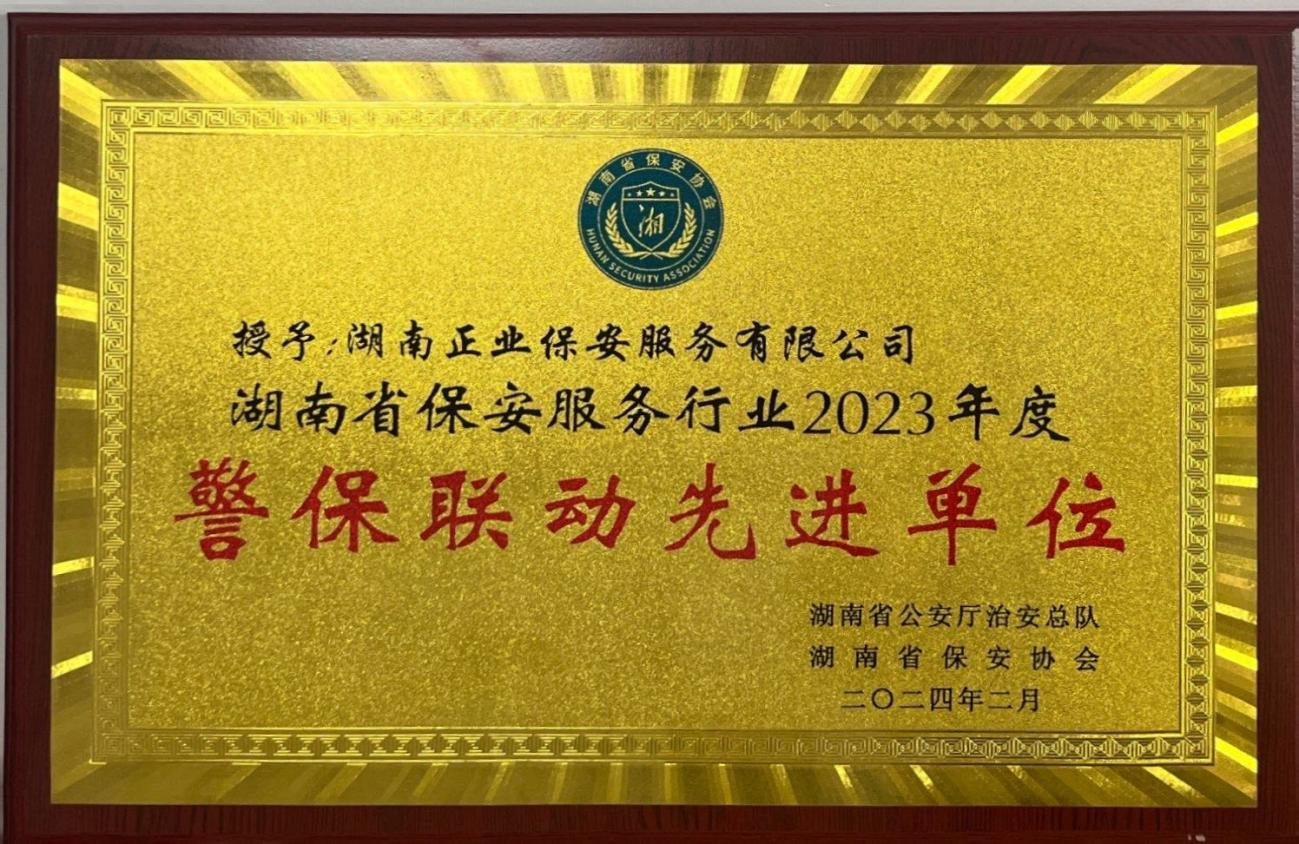 湖南省保安协会
湘
HUNAN SECURITY ASSOCIATION
授予:湖南正业保安服务有限公司
湖南省保安服务行业2023年度
警保联动先进单位
湖南省公安厅治安总队
湖南省保安协会
二〇二四年二月